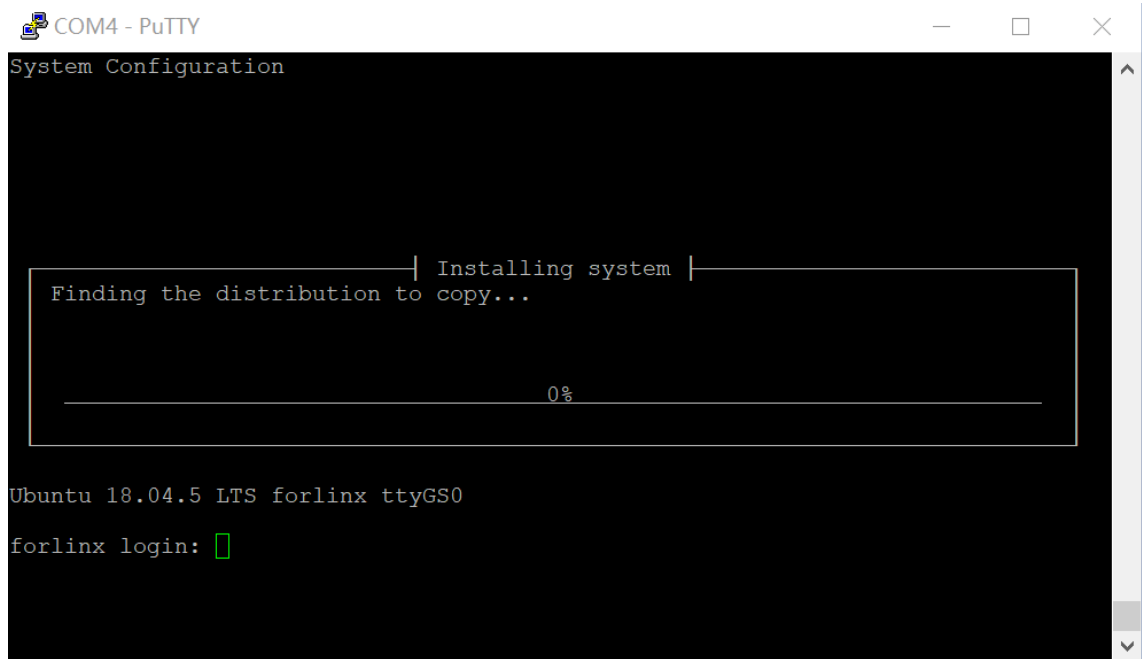 COM4 - PuTTY
System Configuration
Installing system
Finding the distribution to copy...
0%
Ubuntu 18.04.5 LTS forlinx ttyGS0
forlinx login: